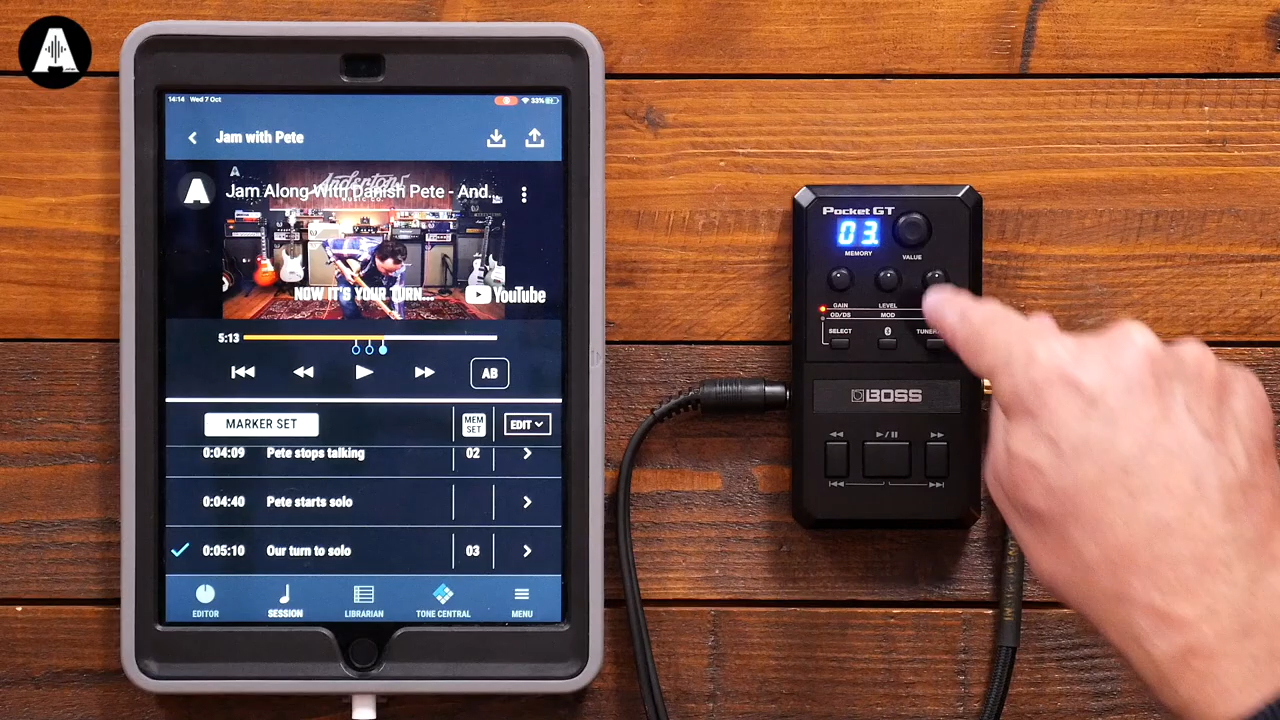 A
14:14 Wed 7 Oct
33%
Jam with Pete
A
A
Jam Along With Danish Pete - And...
Andertons
MUSIC CO.
NOW IT'S YOUR TURN...
YouTube
5:13
AB
MARKER SET
MEM SET
EDIT
0:04:09 Pete stops talking 02
0:04:40 Pete starts solo
0:05:10 Our turn to solo 03
EDITOR
SESSION
LIBRARIAN
TONE CENTRAL
MENU
Pocket GT
03.
MEMORY
VALUE
GAIN
LEVEL
OD/DS
MOD
SELECT
TUNER
BOSS